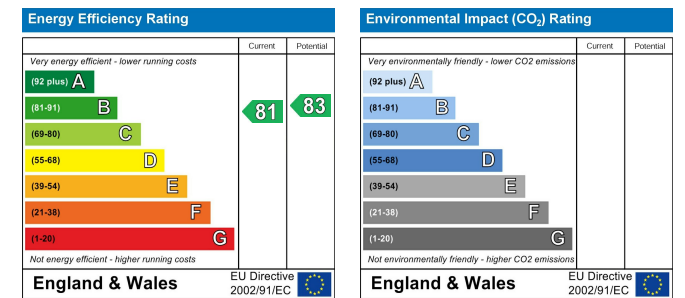 Energy Efficiency Rating
Current Potential
Very energy efficient - lower running costs
(92 plus) A
(81-91) B
(69-80) C
(55-68) D
(39-54) E
(21-38) F
(1-20) G
81
83
Not energy efficient - higher running costs
England & Wales
EU Directive
2002/91/EC
Environmental Impact (CO₂) Rating
Current Potential
Very environmentally friendly - lower CO2 emissions
(92 plus) A
(81-91) B
(69-80) C
(55-68) D
(39-54) E
(21-38) F
(1-20) G
Not environmentally friendly - higher CO2 emissions
England & Wales
EU Directive
2002/91/EC